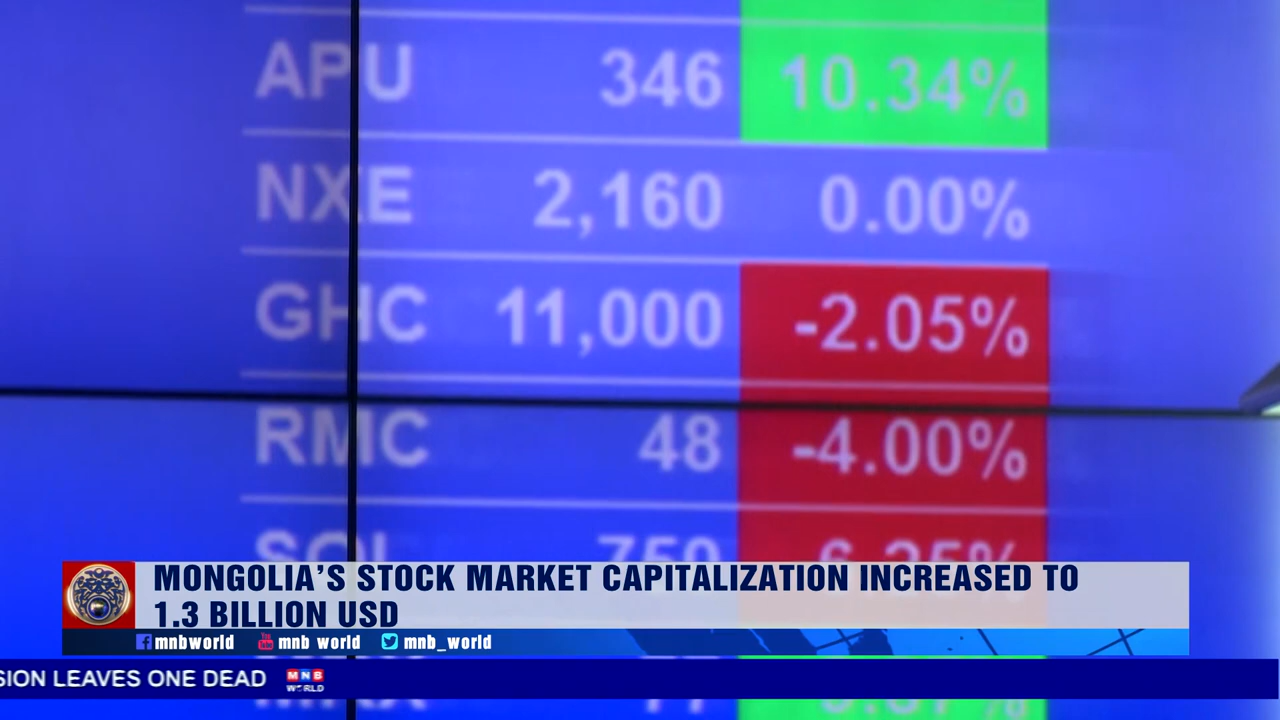 APU 346 10.34%
NXE 2,160 0.00%
GHC 11,000 -2.05%
RMC 48 -4.00%
MONGOLIA'S STOCK MARKET CAPITALIZATION INCREASED TO
1.3 BILLION USD
mnbworld You Tube mnb world mnb_world
SION LEAVES ONE DEAD MNB WORLD